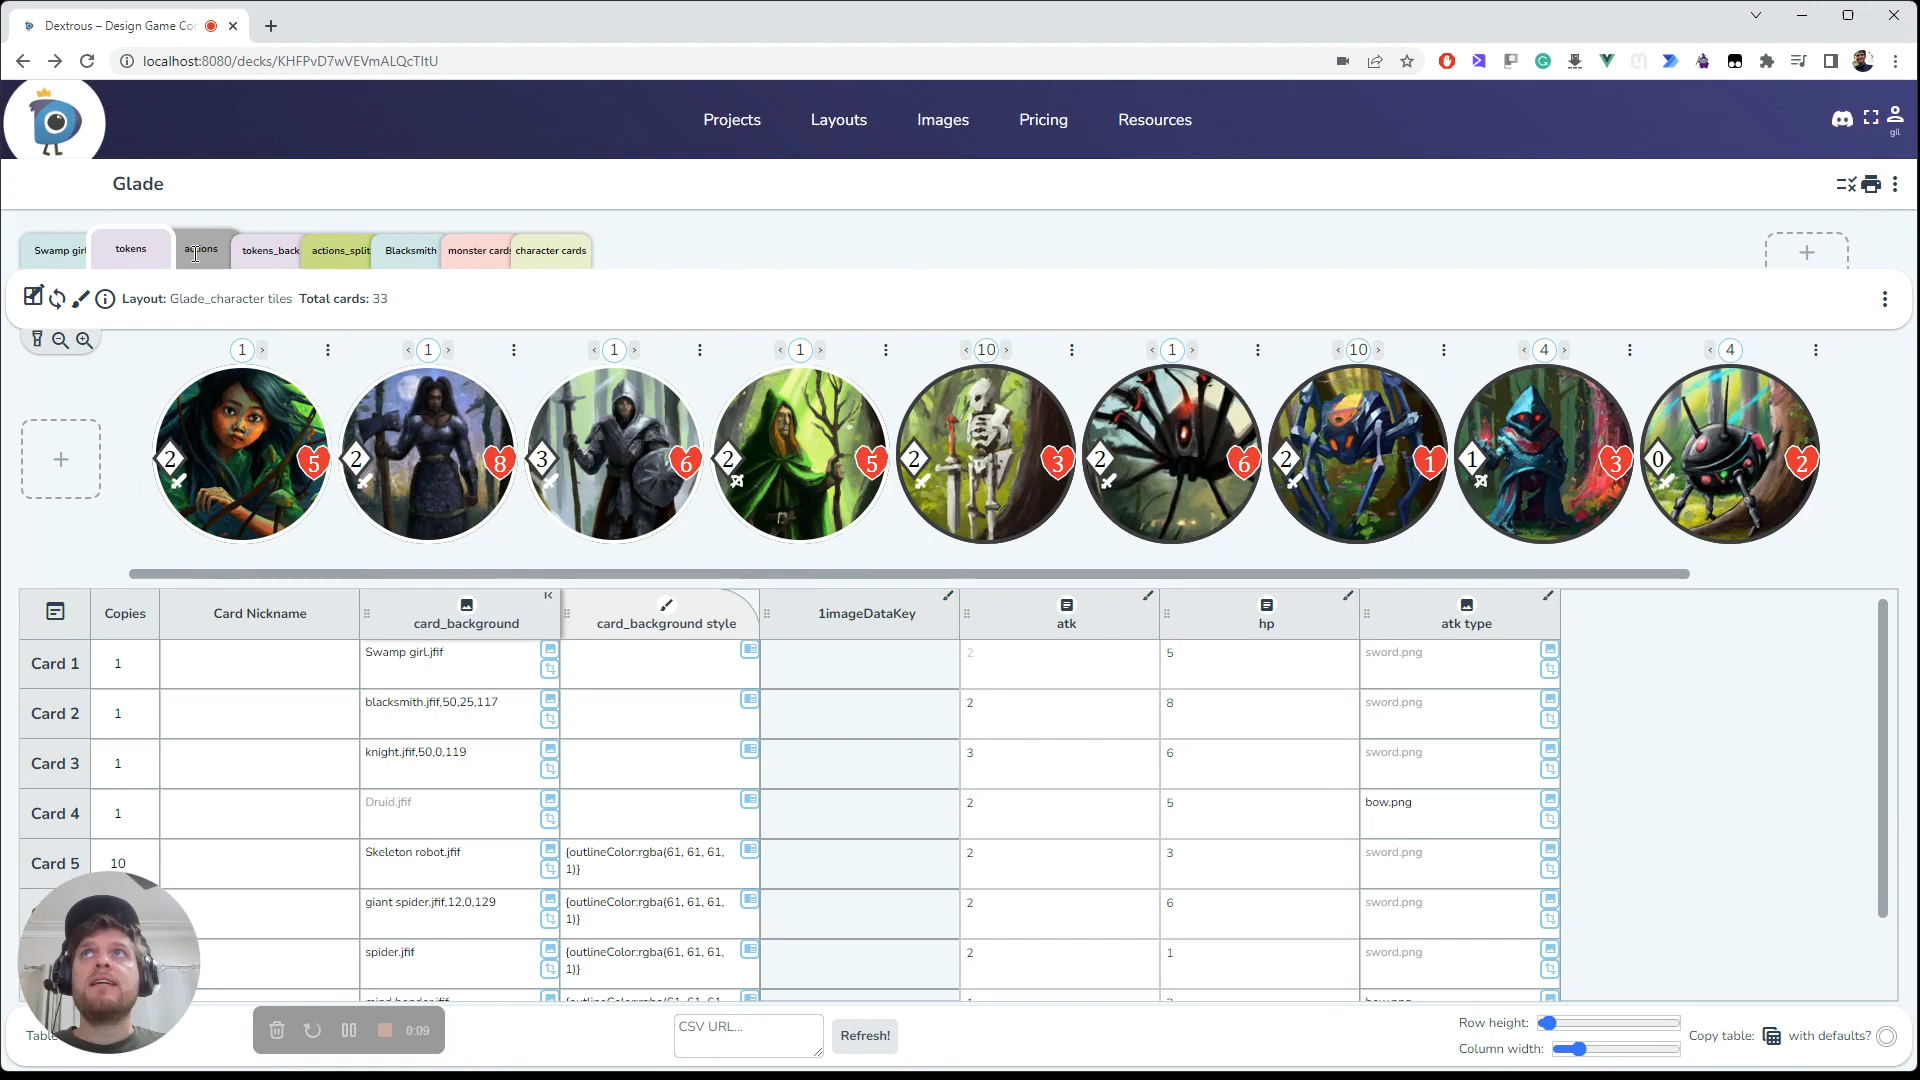 Dextrous – Design Game Co
localhost:8080/decks/KHFPvD7wVEVmALQcTItU
Projects
Layouts
Images
Pricing
Resources
gil
Glade
Swamp girl
tokens
actions
tokens_back
actions_split
Blacksmith
monster cards
character cards
Layout: Glade_character tiles Total cards: 33
1 1 1 1 10 1 10 4 4
2 5 2 8 3 6 2 5 2 3 2 6 2 1 1 3 0 2
Copies Card Nickname card_background card_background style 1imageDataKey atk hp atk type
Card 1 1 Swamp girl.jfif 2 5 sword.png
Card 2 1 blacksmith.jfif,50,25,117 2 8 sword.png
Card 3 1 knight.jfif,50,0,119 3 6 sword.png
Card 4 1 Druid.jfif 2 5 bow.png
Card 5 10 Skeleton robot.jfif {outlineColor:rgba(61, 61, 61, 2 3 sword.png
1)}
giant spider.jfif,12,0,129 {outlineColor:rgba(61, 61, 61, 2 6 sword.png
1)}
spider.jfif {outlineColor:rgba(61, 61, 61, 2 1 sword.png
1)}
Table
0:09
CSV URL...
Refresh!
Row height:
Column width:
Copy table: with defaults?